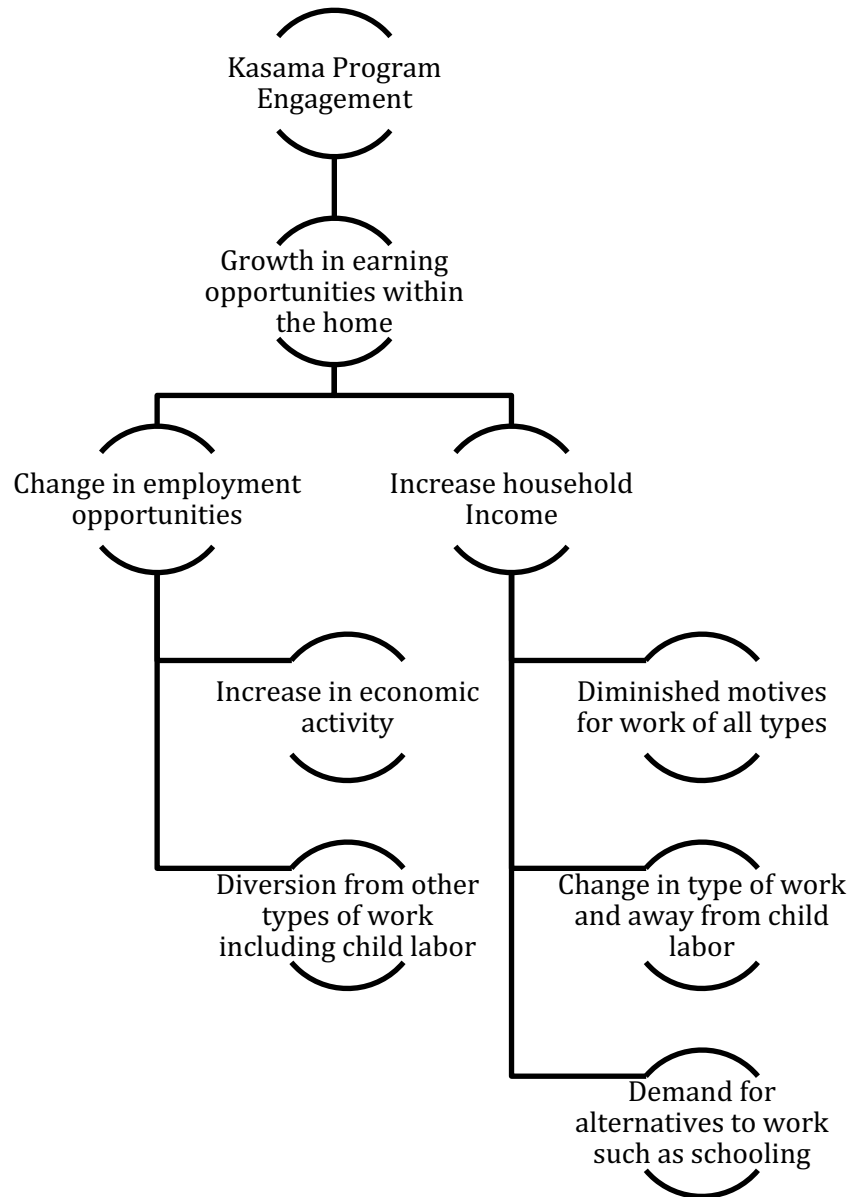 Kasama Program
Engagement
Growth in earning
opportunities within
the home
Change in employment
opportunities
Increase household
Income
Increase in economic
activity
Diminished motives
for work of all types
Diversion from other
types of work
including child labor
Change in type of work
and away from child
labor
Demand for
alternatives to work
such as schooling